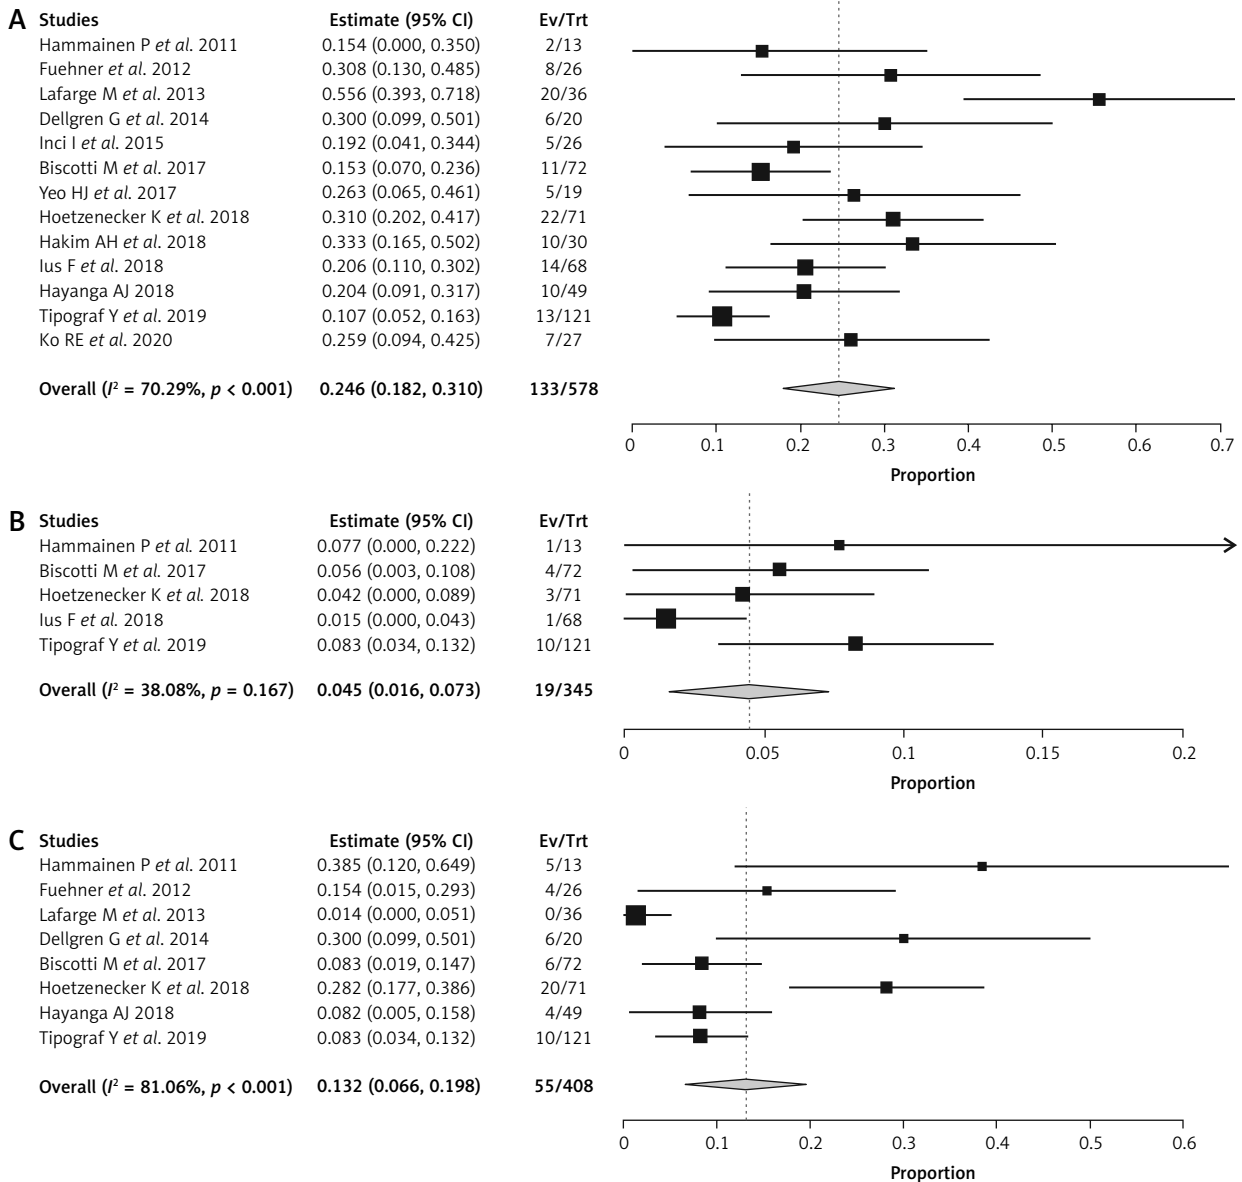 A Studies Estimate (95% CI) Ev/Trt
Hammainen P et al. 2011 0.154 (0.000, 0.350) 2/13
Fuehner et al. 2012 0.308 (0.130, 0.485) 8/26
Lafarge M et al. 2013 0.556 (0.393, 0.718) 20/36
Dellgren G et al. 2014 0.300 (0.099, 0.501) 6/20
Inci I et al. 2015 0.192 (0.041, 0.344) 5/26
Biscotti M et al. 2017 0.153 (0.070, 0.236) 11/72
Yeo HJ et al. 2017 0.263 (0.065, 0.461) 5/19
Hoetzenecker K et al. 2018 0.310 (0.202, 0.417) 22/71
Hakim AH et al. 2018 0.333 (0.165, 0.502) 10/30
Ius F et al. 2018 0.206 (0.110, 0.302) 14/68
Hayanga AJ 2018 0.204 (0.091, 0.317) 10/49
Tipograf Y et al. 2019 0.107 (0.052, 0.163) 13/121
Ko RE et al. 2020 0.259 (0.094, 0.425) 7/27
Overall (I² = 70.29%, p < 0.001) 0.246 (0.182, 0.310) 133/578
0 0.1 0.2 0.3 0.4 0.5 0.6 0.7
Proportion
B Studies Estimate (95% CI) Ev/Trt
Hammainen P et al. 2011 0.077 (0.000, 0.222) 1/13
Biscotti M et al. 2017 0.056 (0.003, 0.108) 4/72
Hoetzenecker K et al. 2018 0.042 (0.000, 0.089) 3/71
Ius F et al. 2018 0.015 (0.000, 0.043) 1/68
Tipograf Y et al. 2019 0.083 (0.034, 0.132) 10/121
Overall (I² = 38.08%, p = 0.167) 0.045 (0.016, 0.073) 19/345
0 0.05 0.1 0.15 0.2
Proportion
C Studies Estimate (95% CI) Ev/Trt
Hammainen P et al. 2011 0.385 (0.120, 0.649) 5/13
Fuehner et al. 2012 0.154 (0.015, 0.293) 4/26
Lafarge M et al. 2013 0.014 (0.000, 0.051) 0/36
Dellgren G et al. 2014 0.300 (0.099, 0.501) 6/20
Biscotti M et al. 2017 0.083 (0.019, 0.147) 6/72
Hoetzenecker K et al. 2018 0.282 (0.177, 0.386) 20/71
Hayanga AJ 2018 0.082 (0.005, 0.158) 4/49
Tipograf Y et al. 2019 0.083 (0.034, 0.132) 10/121
Overall (I² = 81.06%, p < 0.001) 0.132 (0.066, 0.198) 55/408
0 0.1 0.2 0.3 0.4 0.5 0.6
Proportion